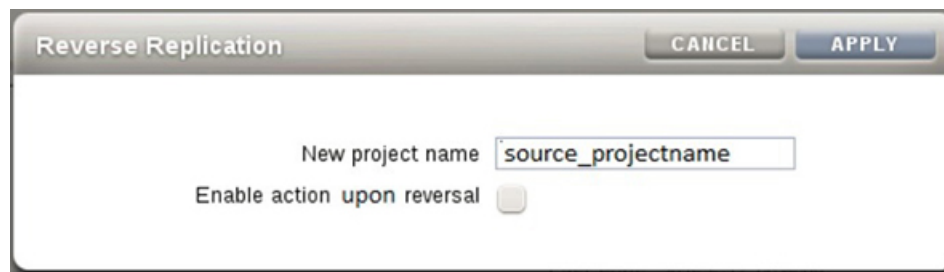 Reverse Replication CANCEL APPLY
New project name source_projectname
Enable action upon reversal